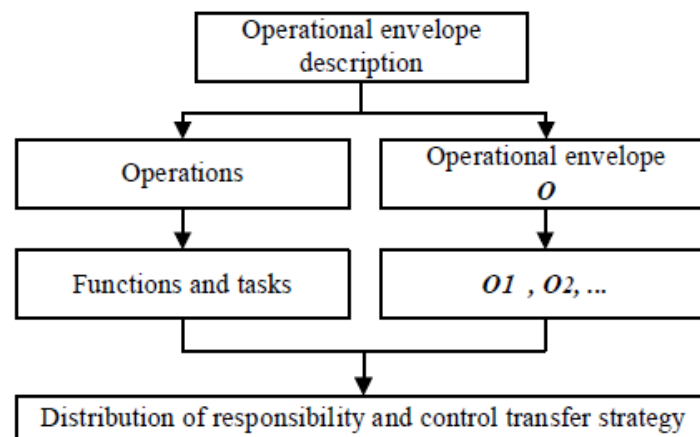 Operational envelope
description
Operations
Operational envelope
O
Functions and tasks
O1 , O2, ...
Distribution of responsibility and control transfer strategy